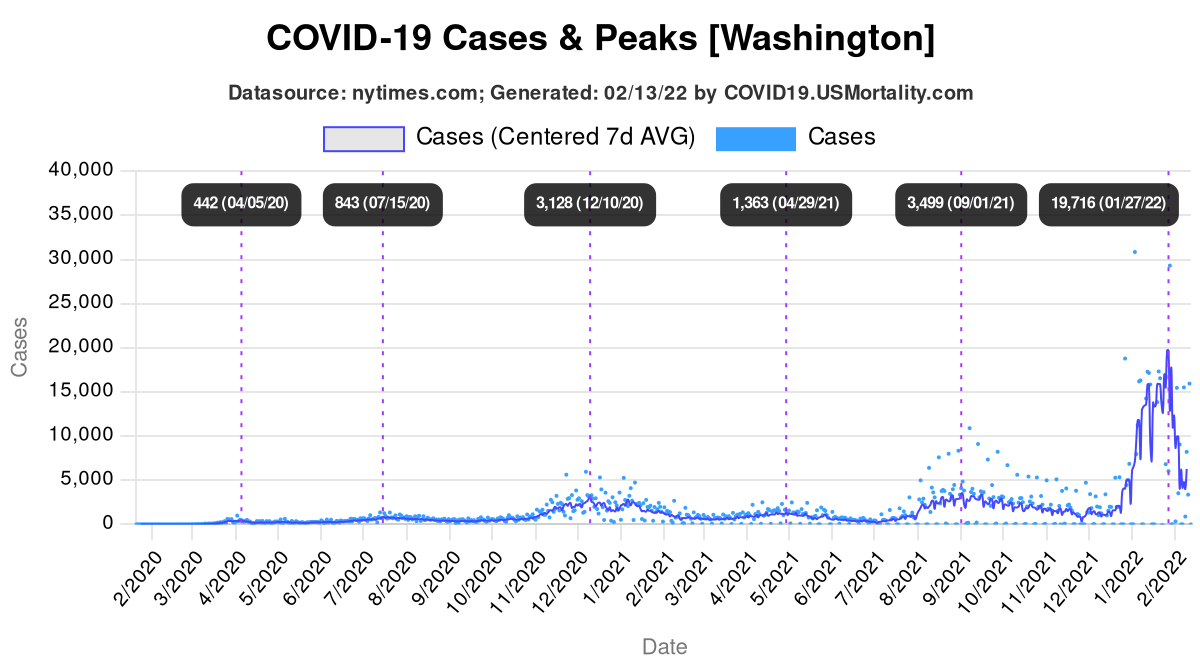 COVID-19 Cases & Peaks [Washington]
Datasource: nytimes.com; Generated: 02/13/22 by COVID19.USMortality.com
Cases (Centered 7d AVG) Cases
40,000
442 (04/05/20) 843 (07/15/20) 3,128 (12/10/20) 1,363 (04/29/21) 3,499 (09/01/21) 19,716 (01/27/22)
35,000
30,000
25,000
20,000
15,000
10,000
5,000
0
Cases
2/2020 3/2020 4/2020 5/2020 6/2020 7/2020 8/2020 9/2020 10/2020 11/2020 12/2020 1/2021 2/2021 3/2021 4/2021 5/2021 6/2021 7/2021 8/2021 9/2021 10/2021 11/2021 12/2021 1/2022 2/2022
Date